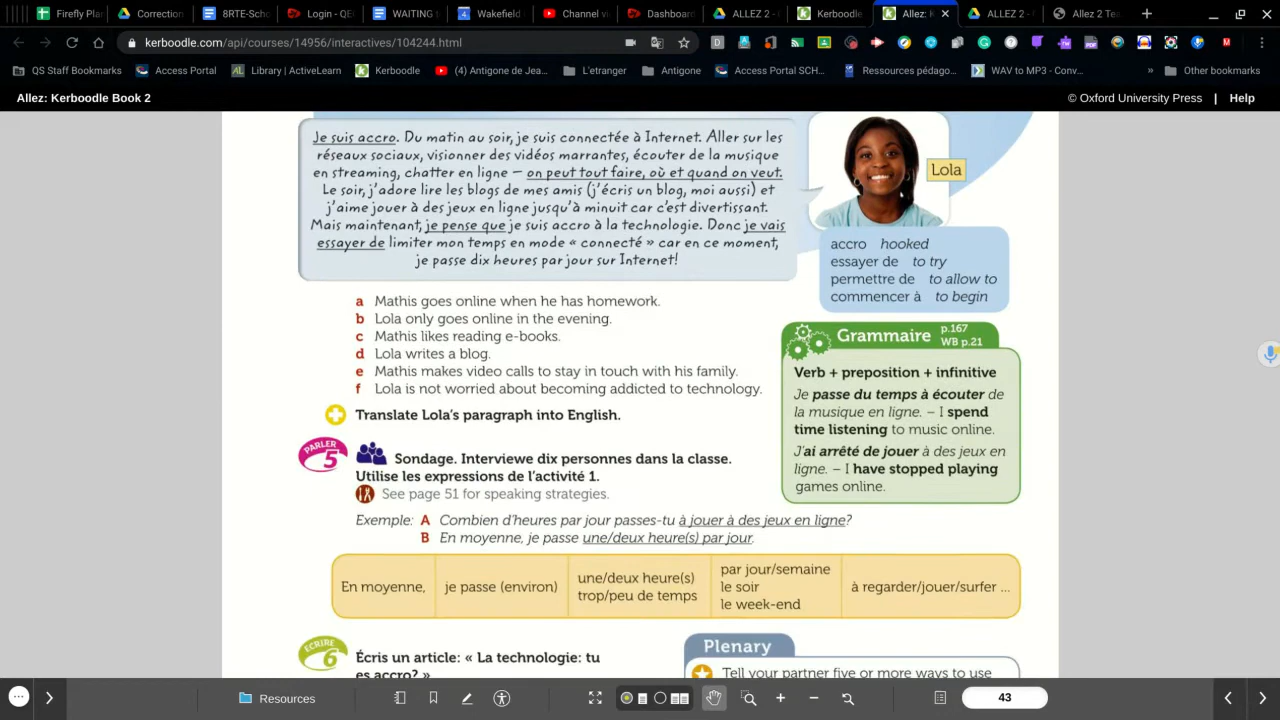 Firefly Plan
Correction
8RTE-Sch
Login - QE
WAITING
Wakefield
Channel vi
Dashboar
ALLEZ 2 -
Kerboodle
Allez: K
ALLEZ 2 -
Allez 2 Tea
kerboodle.com/api/courses/14956/interactives/104244.html
QS Staff Bookmarks
Access Portal
Library | ActiveLearn
Kerboodle
(4) Antigone de Jea...
L'etranger
Antigone
Access Portal SCH...
Ressources pédago...
WAV to MP3 - Conv...
»
Other bookmarks
Allez: Kerboodle Book 2
© Oxford University Press | Help
Je suis accro. Du matin au soir, je suis connectée à Internet. Aller sur les
réseaux sociaux, visionner des vidéos marrantes, écouter de la musique
en streaming, chatter en ligne – on peut tout faire, où et quand on veut.
Le soir, j'adore lire les blogs de mes amis (j'écris un blog, moi aussi) et
j'aime jouer à des jeux en ligne jusqu'à minuit car c'est divertissant.
Mais maintenant, je pense que je suis accro à la technologie. Donc je vais
essayer de limiter mon temps en mode « connecté » car en ce moment,
je passe dix heures par jour sur Internet!
Lola
accro hooked
essayer de to try
permettre de to allow to
commencer à to begin
a Mathis goes online when he has homework.
b Lola only goes online in the evening.
c Mathis likes reading e-books.
d Lola writes a blog.
e Mathis makes video calls to stay in touch with his family.
f Lola is not worried about becoming addicted to technology.
Translate Lola's paragraph into English.
Grammaire
p.167
WB p.21
Verb + preposition + infinitive
Je passe du temps à écouter de
la musique en ligne. – I spend
time listening to music online.
J'ai arrêté de jouer à des jeux en
ligne. – I have stopped playing
games online.
PARLER
5
Sondage. Interviewe dix personnes dans la classe.
Utilise les expressions de l'activité 1.
See page 51 for speaking strategies.
Exemple: A Combien d'heures par jour passes-tu à jouer à des jeux en ligne?
B En moyenne, je passe une/deux heure(s) par jour.
En moyenne,
je passe (environ)
une/deux heure(s)
trop/peu de temps
par jour/semaine
le soir
le week-end
à regarder/jouer/surfer ...
ECRIRE
6
Écris un article: « La technologie: tu
es accro? »
Plenary
Tell your partner five or more ways to use
Resources
43